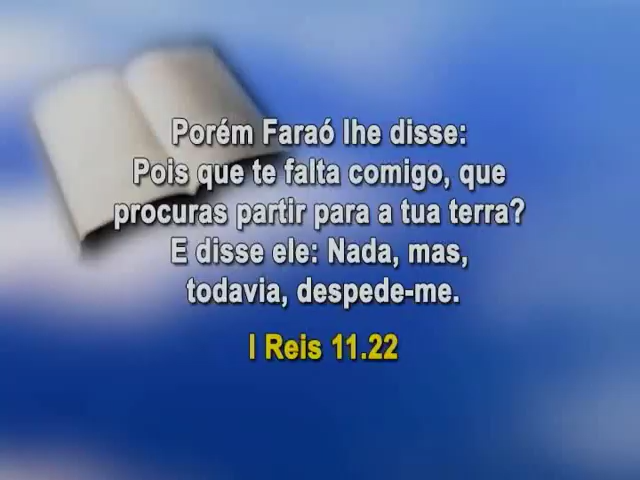 Porém Faraó lhe disse:
Pois que te falta comigo, que
procuras partir para a tua terra?
E disse ele: Nada, mas,
todavia, despede-me.
I Reis 11.22